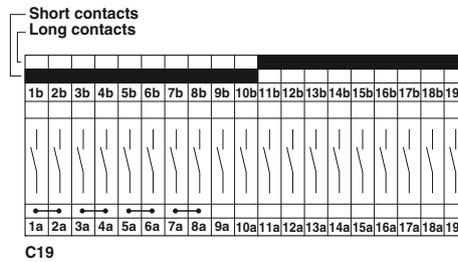 Short contacts
Long contacts
1b 2b 3b 4b 5b 6b 7b 8b 9b 10b 11b 12b 13b 14b 15b 16b 17b 18b 19
1a 2a 3a 4a 5a 6a 7a 8a 9a 10a 11a 12a 13a 14a 15a 16a 17a 18a 19
C19